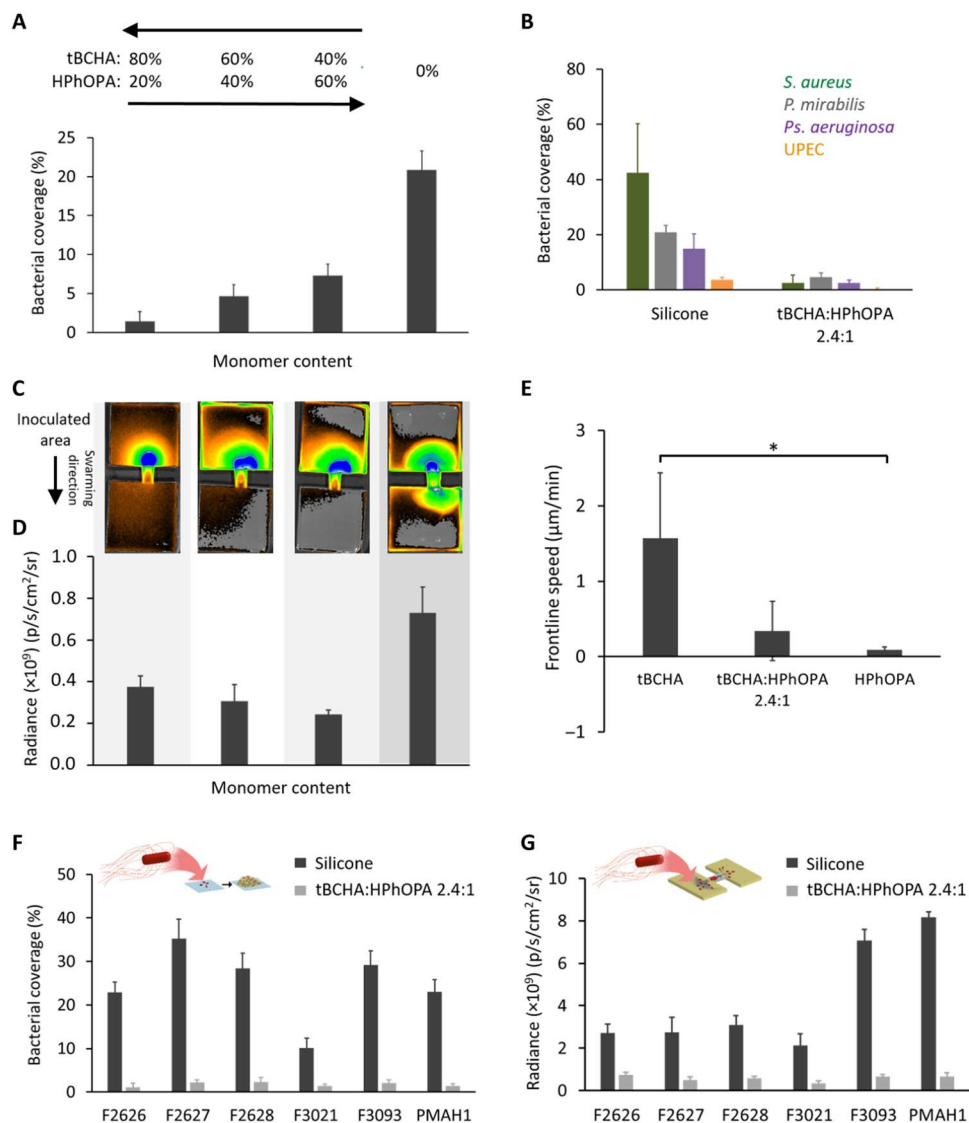 A
tBCHA: 80% 60% 40%
HPhOPA: 20% 40% 60%
0%
25
20
15
10
5
0
Bacterial coverage (%)
Monomer content
B
80
60
40
20
0
Bacterial coverage (%)
S. aureus
P. mirabilis
Ps. aeruginosa
UPEC
Silicone
tBCHA:HPhOPA
2.4:1
C
Inoculated
area
Swarming
direction
D
1.0
0.8
0.6
0.4
0.2
0.0
Radiance (×10⁹) (p/s/cm²/sr)
Monomer content
E
3
2
1
0
−1
Frontline speed (µm/min)
*
tBCHA
tBCHA:HPhOPA
2.4:1
HPhOPA
F
Silicone
tBCHA:HPhOPA 2.4:1
50
40
30
20
10
0
Bacterial coverage (%)
F2626 F2627 F2628 F3021 F3093 PMAH1
G
Silicone
tBCHA:HPhOPA 2.4:1
10
8
6
4
2
0
Radiance (×10⁹) (p/s/cm²/sr)
F2626 F2627 F2628 F3021 F3093 PMAH1